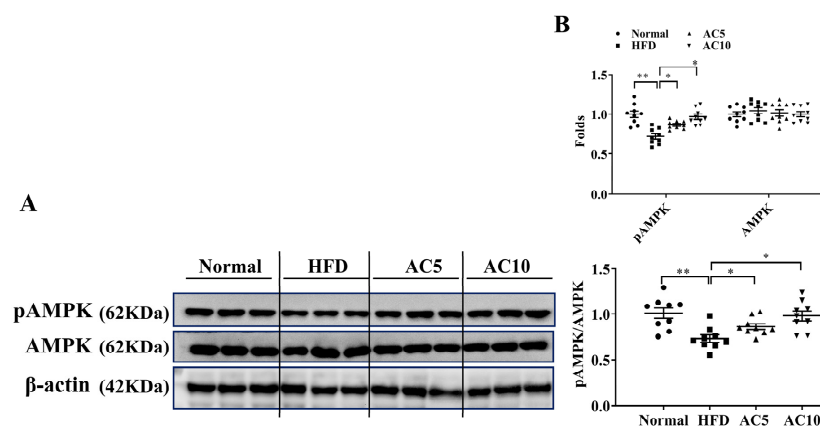 A
Normal HFD AC5 AC10
pAMPK (62KDa)
AMPK (62KDa)
β-actin (42KDa)
B
Normal AC5
HFD AC10
** * *
1.5
1.0
0.5
0.0
Folds
pAMPK AMPK
** * *
1.5
1.0
0.5
0.0
pAMPK/AMPK
Normal HFD AC5 AC10